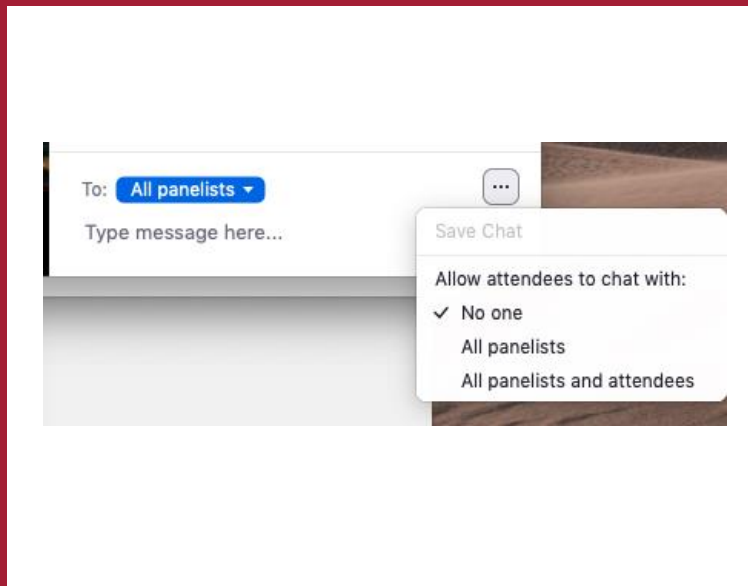 To: All panelists
Type message here...
Save Chat
Allow attendees to chat with:
✓ No one
All panelists
All panelists and attendees